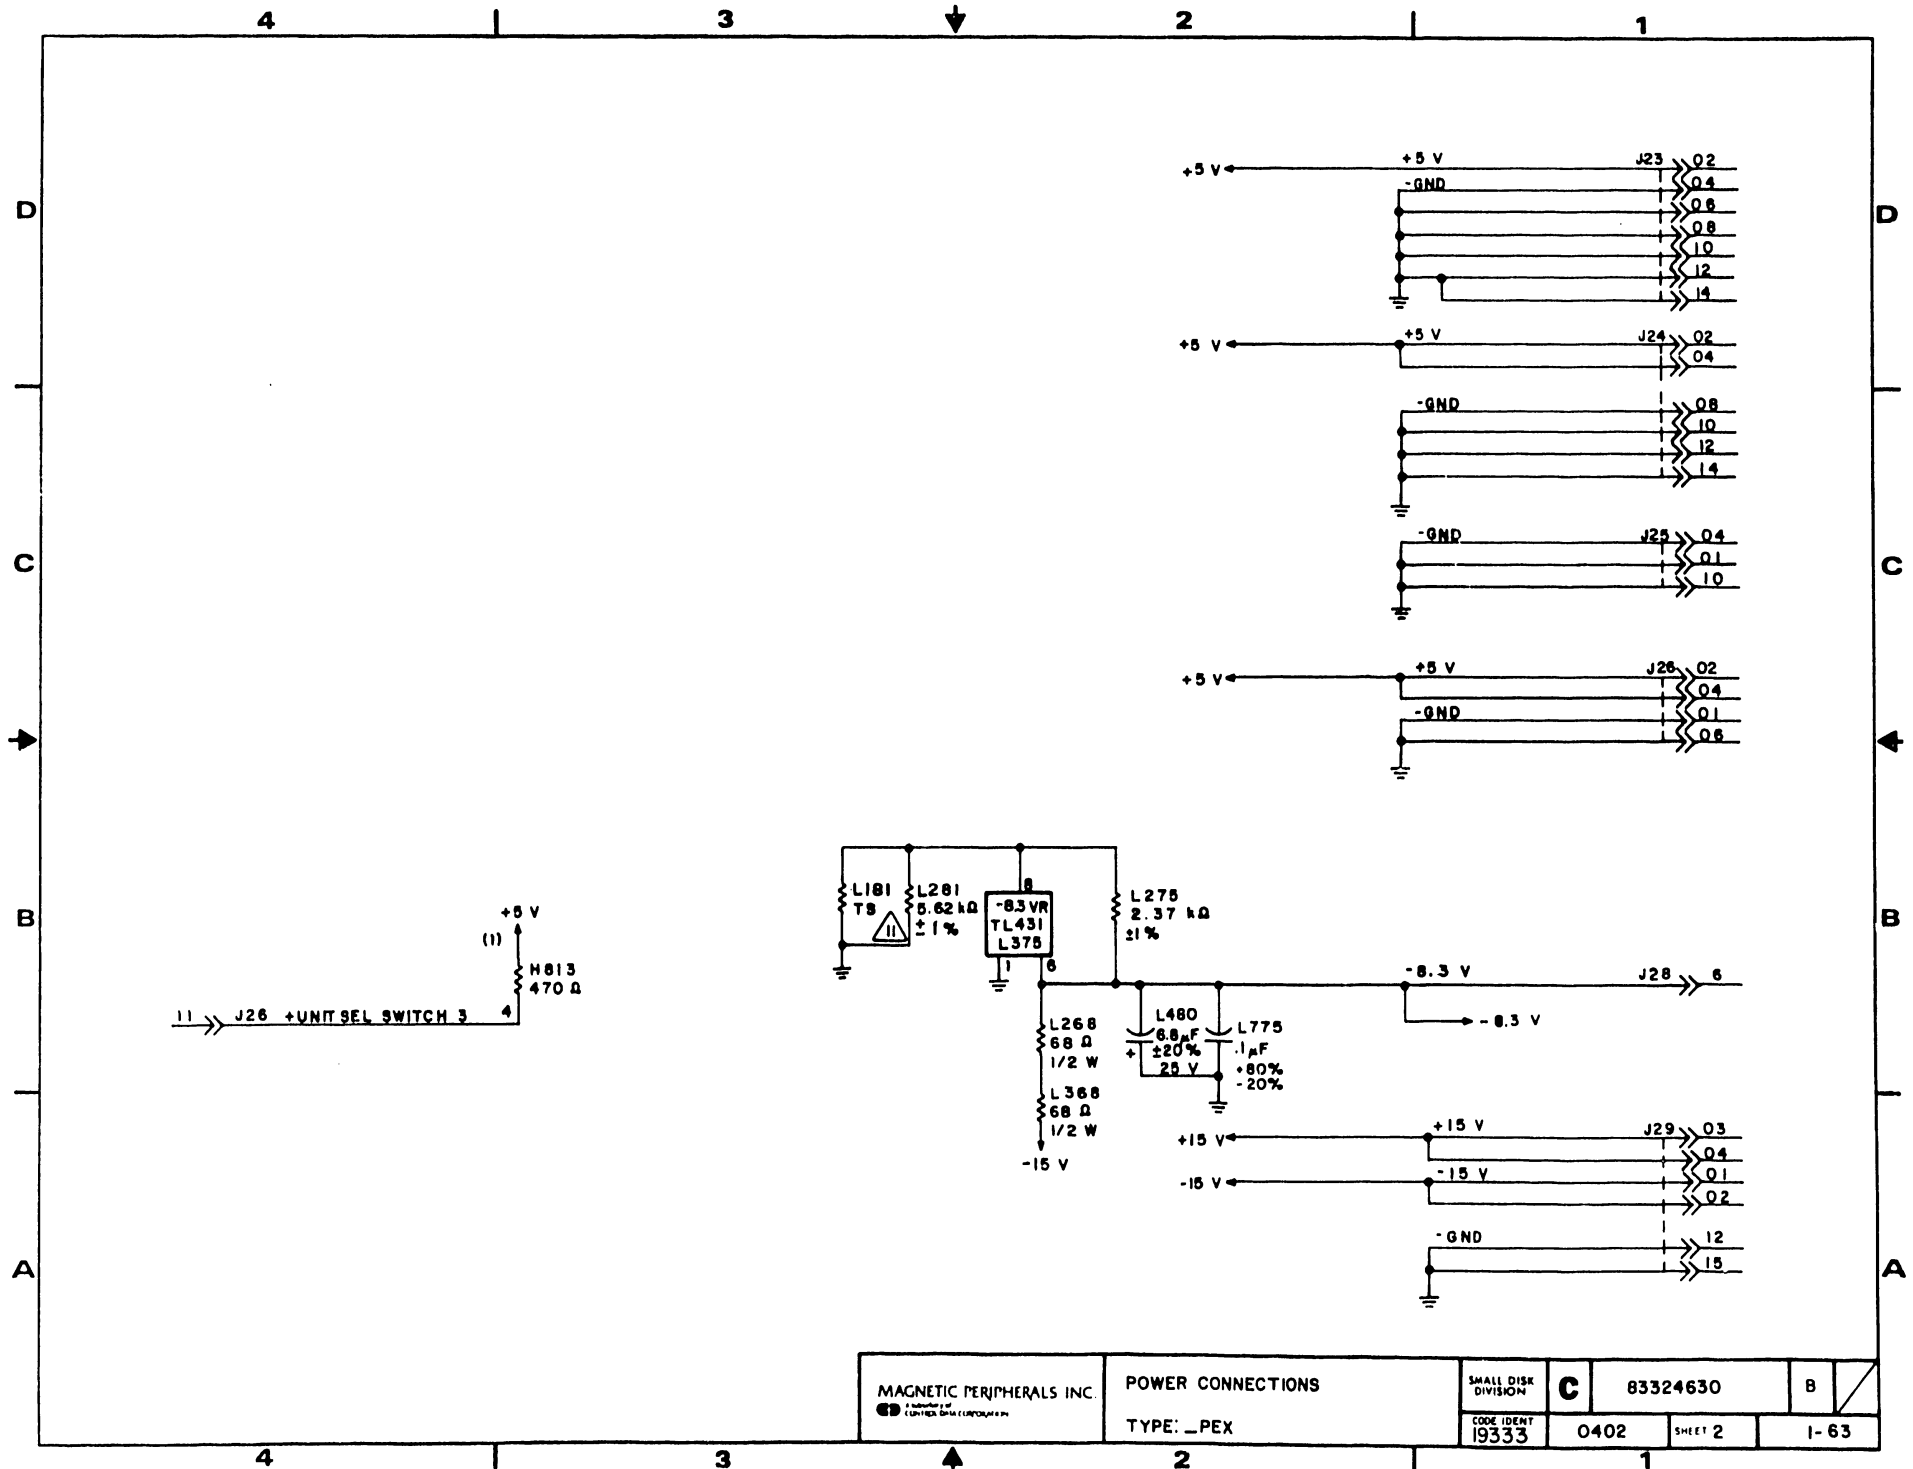 4 3 2 1
+5 V +5 V J23 02
-GND 04
06
08
10
12
14
+5 V +5 V J24 02
04
-GND 08
10
12
14
-GND J25 04
01
10
+5 V +5 V J26 02
04
-GND 01
06
D D
C C
B B
A A
+5 V
(1)
H813
470 Ω
4
11 J26 +UNIT SEL SWITCH 3
L181
TS
11
L281
5.62 kΩ
±1%
8
-8.3 VR
TL431
L375
1 6
L275
2.37 kΩ
±1%
-8.3 V J28 6
-8.3 V
L268
68 Ω
1/2 W
L368
68 Ω
1/2 W
-15 V
L480
6.8µF
±20%
25 V
+
L775
.1µF
+80%
-20%
+15 V +15 V J29 03
04
-15 V -15 V 01
02
-GND 12
15
MAGNETIC PERIPHERALS INC.
a subsidiary of
CONTROL DATA CORPORATION
POWER CONNECTIONS
TYPE: _PEX
SMALL DISK
DIVISION
C 83324630 B
CODE IDENT
19333
0402 SHEET 2 1-63
4 3 2 1